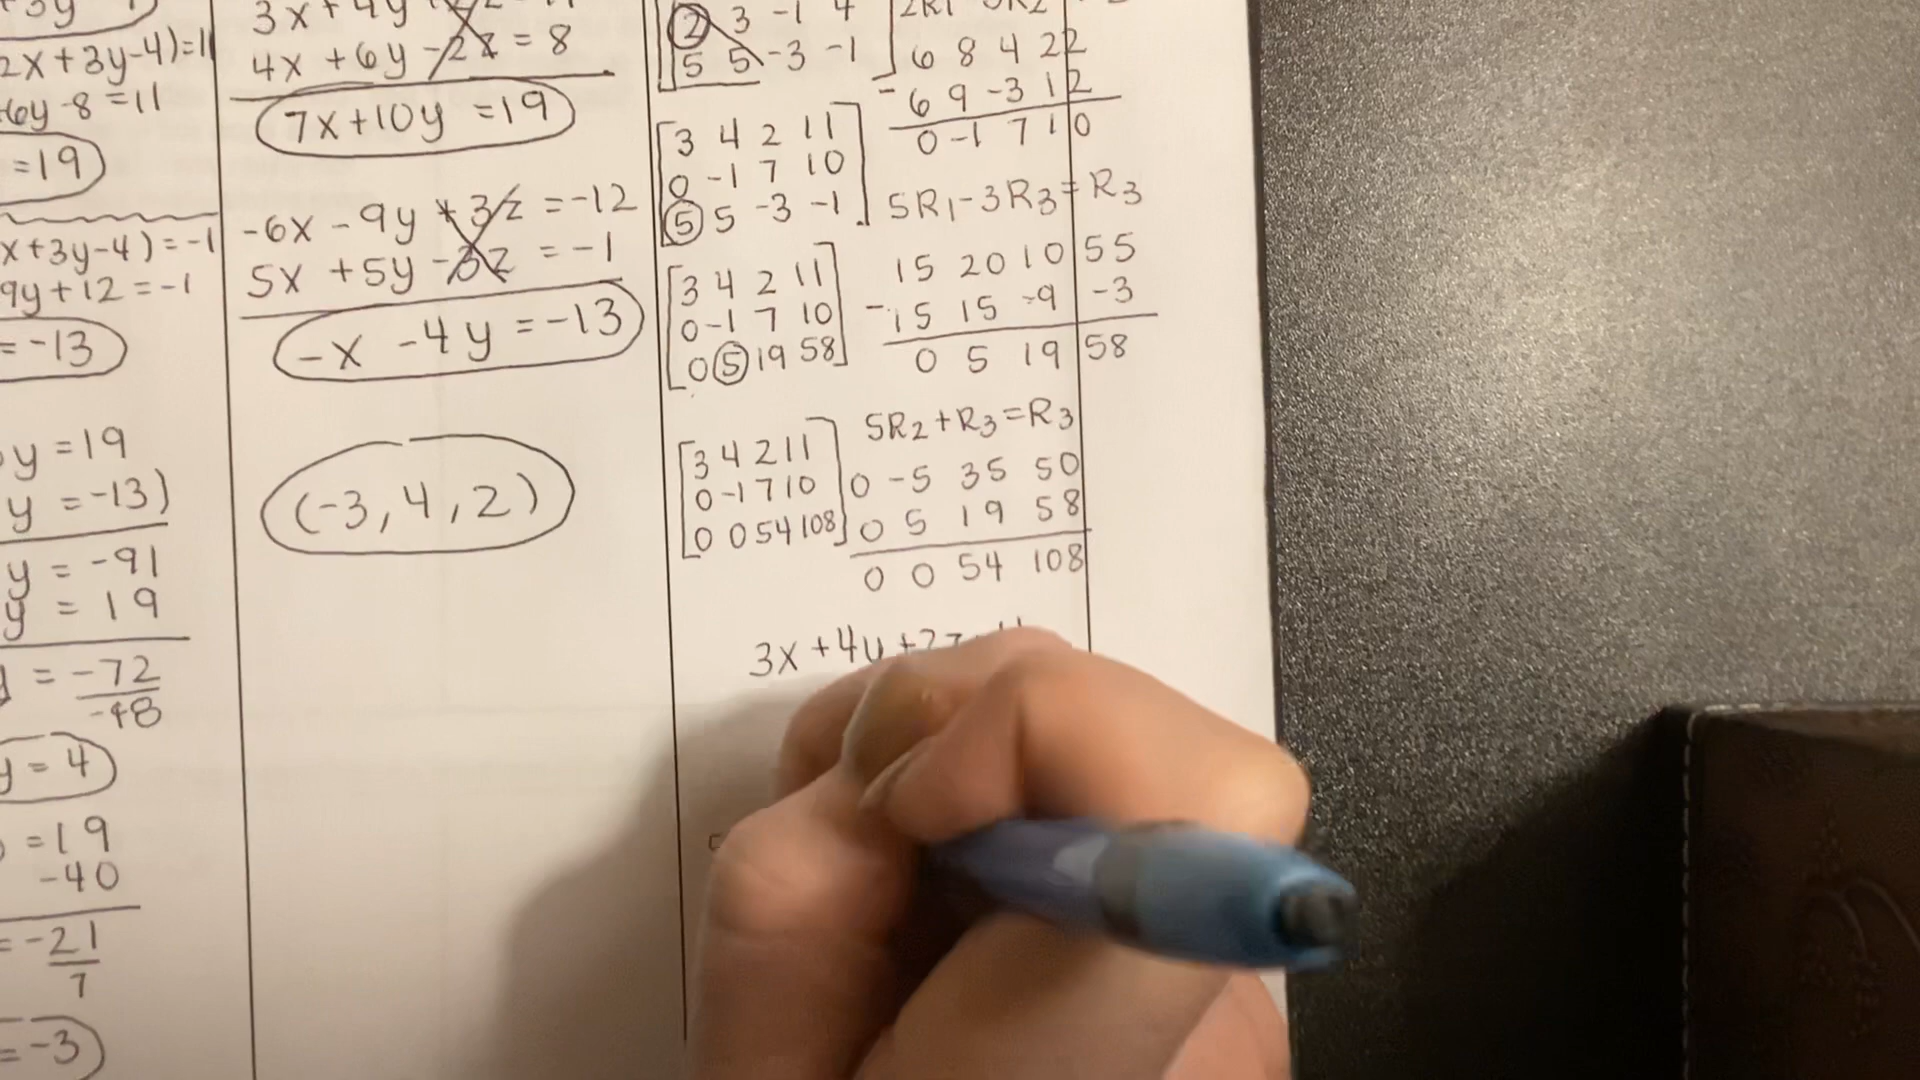 2x+3y-4)=11
+6y-8=11
=19
x+3y-4)=-1
9y+12=-1
=-13
y=19
y=-13)
y=-91
y=19
=-72
-48
y=4
=19
-40
=-21
7
=-3
4x+6y-2z=8
7x+10y=19
-6x-9y+3z=-12
5x+5y-3z=-1
-x-4y=-13
(-3,4,2)
2 3 -1 4
5 5 -3 -1
6 8 4 22
-6 9 -3 12
0 -1 7 10
3 4 2 11
0 -1 7 10
5 5 -3 -1
5R1-3R3=R3
15 20 10 55
-15 15 -9 -3
0 5 19 58
3 4 2 11
0 -1 7 10
0 5 19 58
5R2+R3=R3
0 -5 35 50
0 5 19 58
0 0 54 108
3 4 2 11
0 -1 7 10
0 0 54 108
3x+4y+2z